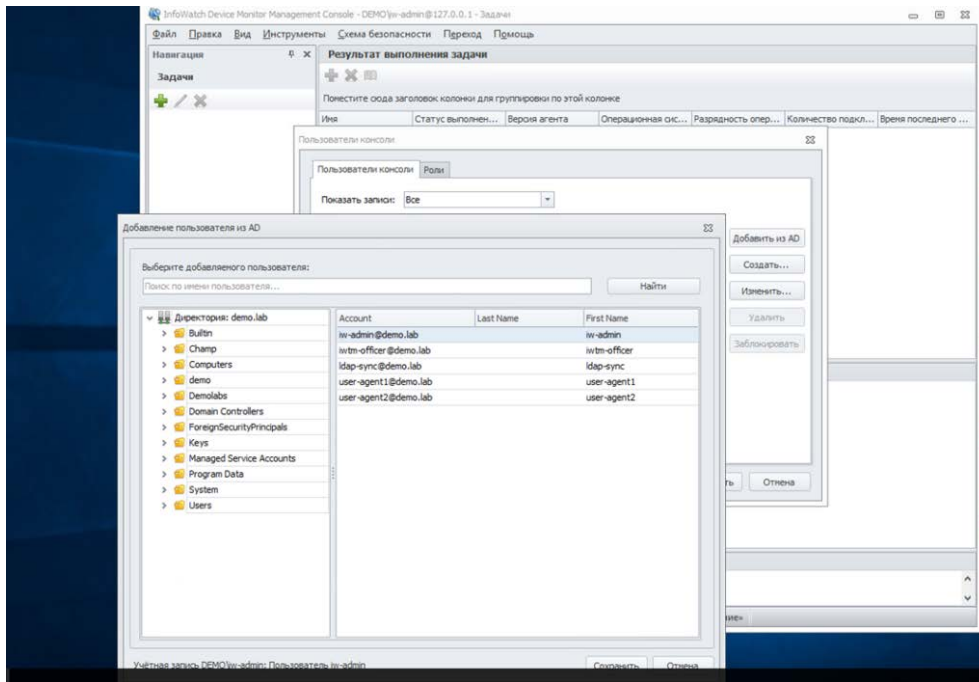 InfoWatch Device Monitor Management Console - DEMO\iw-admin@127.0.0.1 - Задачи
Файл Правка Вид Инструменты Схема безопасности Переход Помощь
Навигация
Результат выполнения задачи
Задачи
Поместите сюда заголовок колонки для группировки по этой колонке
Имя Статус выполнен... Версия агента Операционная сис... Разрядность опер... Количество подкл... Время последнего ...
Пользователи консоли
Пользователи консоли Роли
Показать записи: Все
Добавить из AD
Создать...
Изменить...
Удалить
Заблокировать
Отмена
Добавление пользователя из AD
Выберите добавляемого пользователя:
Поиск по имени пользователя... Найти
Директория: demo.lab
Builtin
Champ
Computers
demo
Demolabs
Domain Controllers
ForeignSecurityPrincipals
Keys
Managed Service Accounts
Program Data
System
Users
Account Last Name First Name
iw-admin@demo.lab iw-admin
iwtm-officer@demo.lab iwtm-officer
ldap-sync@demo.lab ldap-sync
user-agent1@demo.lab user-agent1
user-agent2@demo.lab user-agent2
Учётная запись DEMO\iw-admin: Пользователь iw-admin
Сохранить Отмена